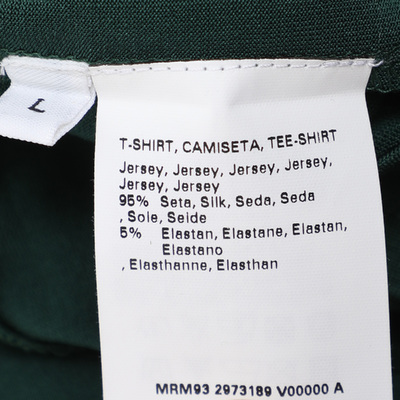 L
T-SHIRT, CAMISETA, TEE-SHIRT
Jersey, Jersey, Jersey, Jersey,
Jersey, Jersey
95% Seta, Silk, Seda, Seda
, Soie, Seide
5% Elastan, Elastane, Elastan,
Elastano
, Elasthanne, Elasthan
MRM93 2973189 V00000 A